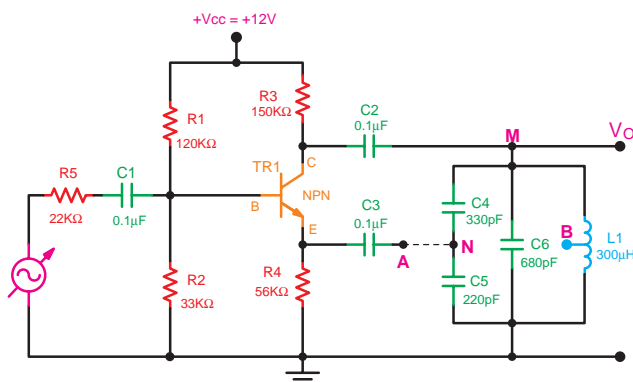 +Vcc = +12V
R1
120KΩ
R3
150KΩ
C2
0.1µF
M
VO
R5
22KΩ
C1
0.1µF
TR1
C
NPN
B
E
C3
0.1µF
A
N
C4
330pF
C5
220pF
C6
680pF
B
L1
300µH
R2
33KΩ
R4
56KΩ